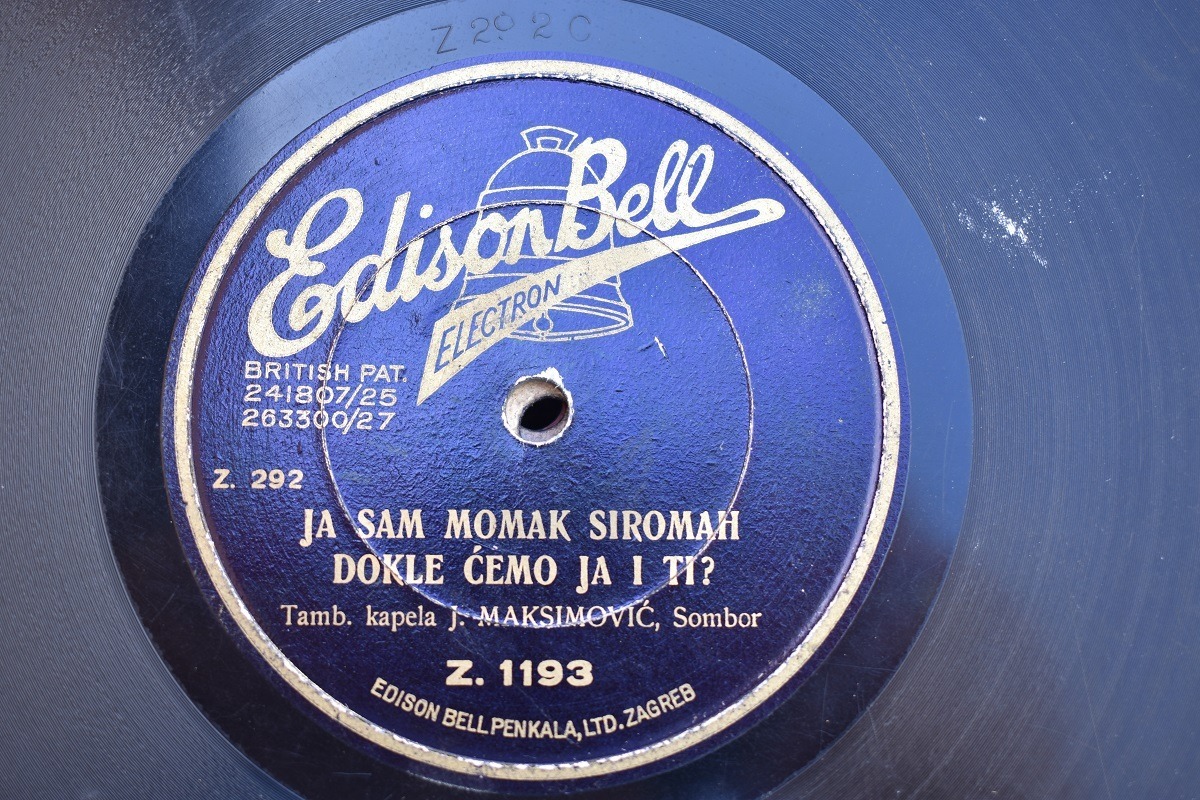 Z 292 C
Edison Bell
ELECTRON
BRITISH PAT.
241807/25
263300/27
Z. 292
JA SAM MOMAK SIROMAH
DOKLE ĆEMO JA I TI?
Tamb. kapela J. MAKSIMOVIĆ, Sombor
Z. 1193
EDISON BELL PENKALA, LTD. ZAGREB